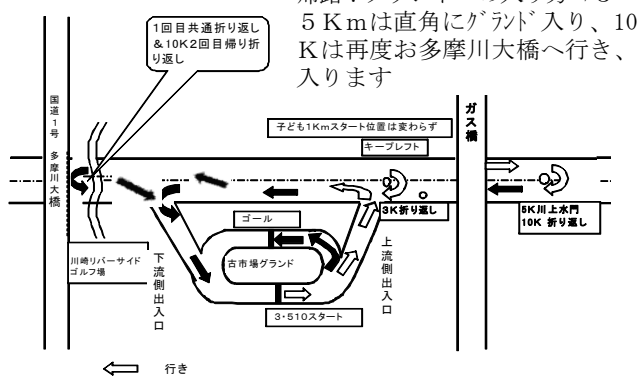 ５Ｋｍは直角にグランド入り、10
Ｋは再度お多摩川大橋へ行き、
入ります
1回目共通折り返し
&10K2回目帰り折
り返し
国道1号 多摩川大橋
ガス橋
子ども1Kmスタート位置は変わらず
キープレフト
3K折り返し
5K川上水門
10K 折り返し
ゴール
川崎リバーサイド
ゴルフ場
下流側出入口
古市場グランド
上流側出入口
3・510スタート
行き